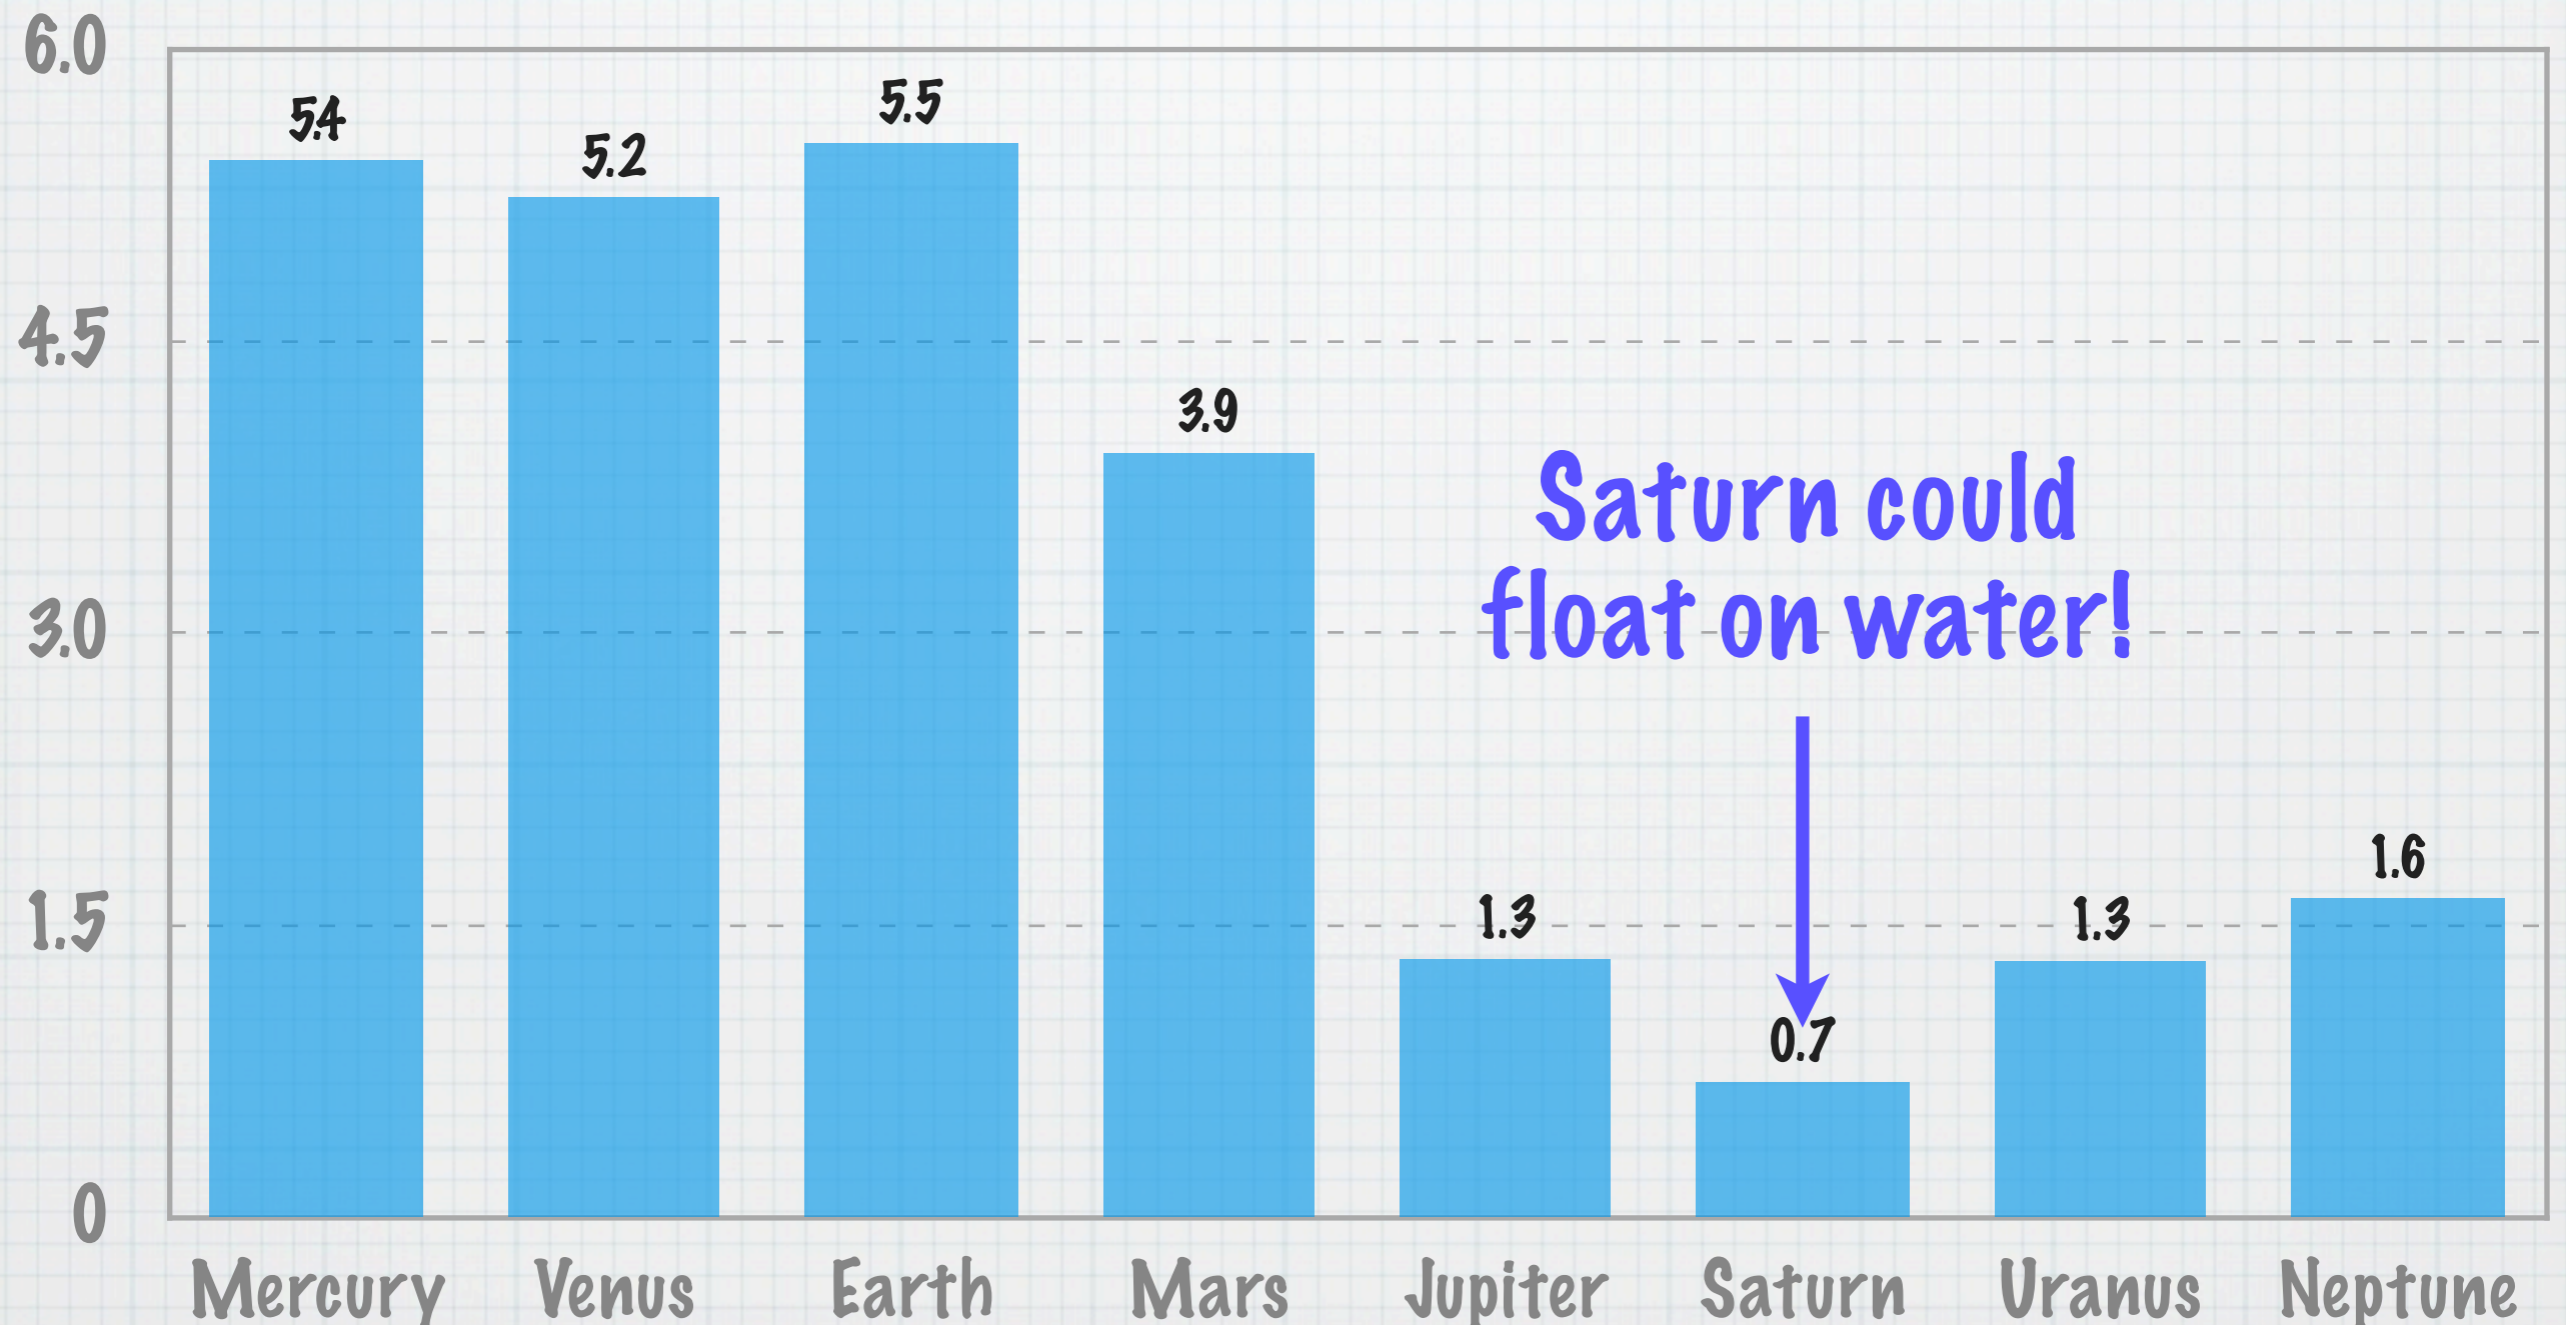 6.0
5.4
5.2
5.5
4.5
3.9
Saturn could
float on water!
3.0
1.5
1.3
0.7
1.3
1.6
0
Mercury
Venus
Earth
Mars
Jupiter
Saturn
Uranus
Neptune